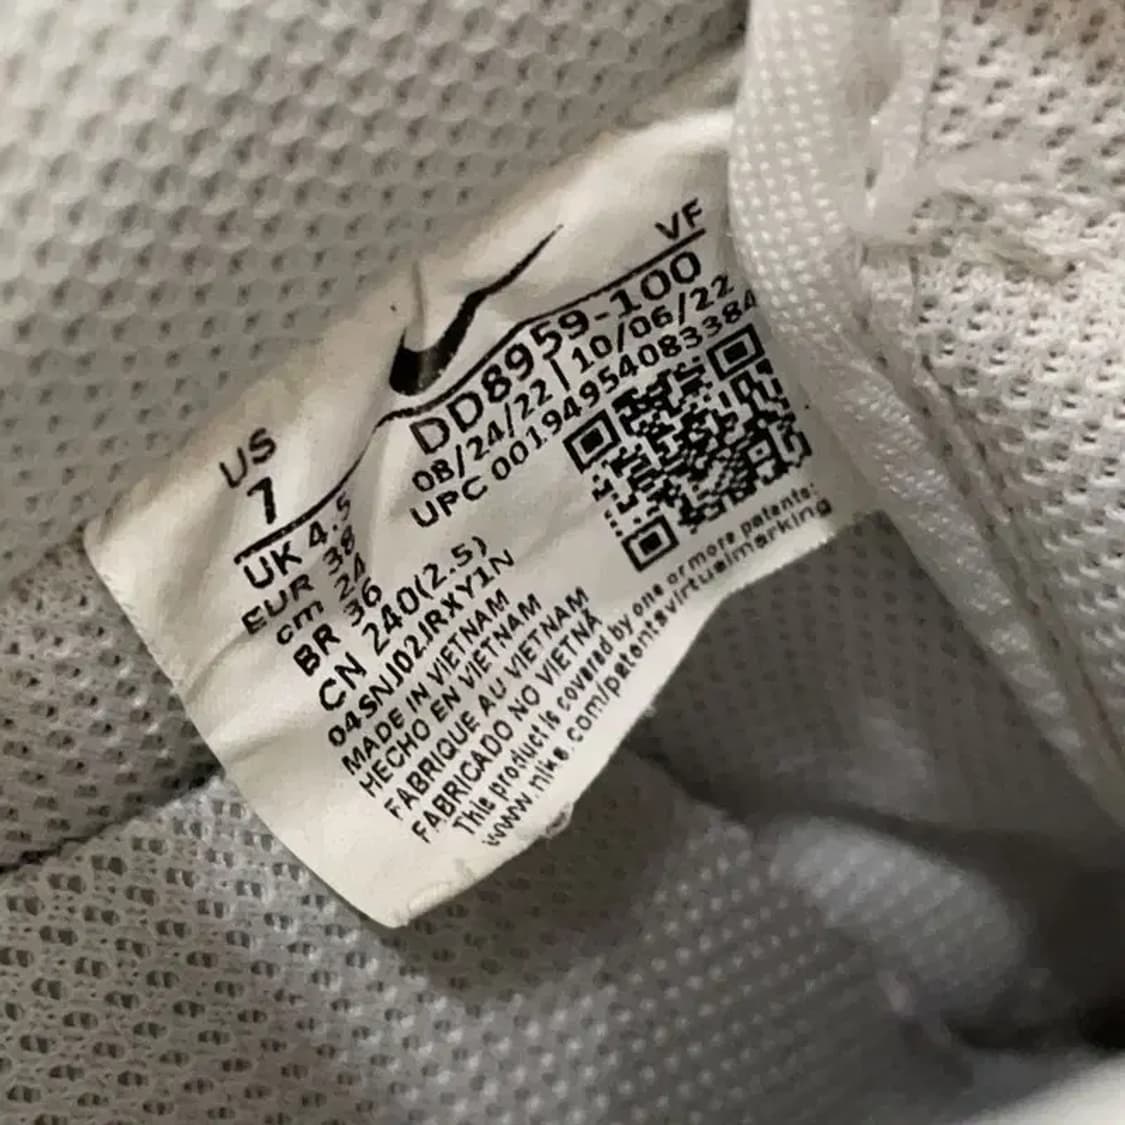 VF
DD8959-100
08/24/22 | 10/06/22
UPC 00194954083384
US
7
UK 4.5
EUR 38
cm 24
BR 36
CN 240(2.5)
04SNJ02JRXY1N
MADE IN VIETNAM
HECHO EN VIETNAM
FABRIQUE AU VIETNAM
FABRICADO NO VIETNÃ
This product is covered by one or more patents:
www.nike.com/patentsvirtualmarking